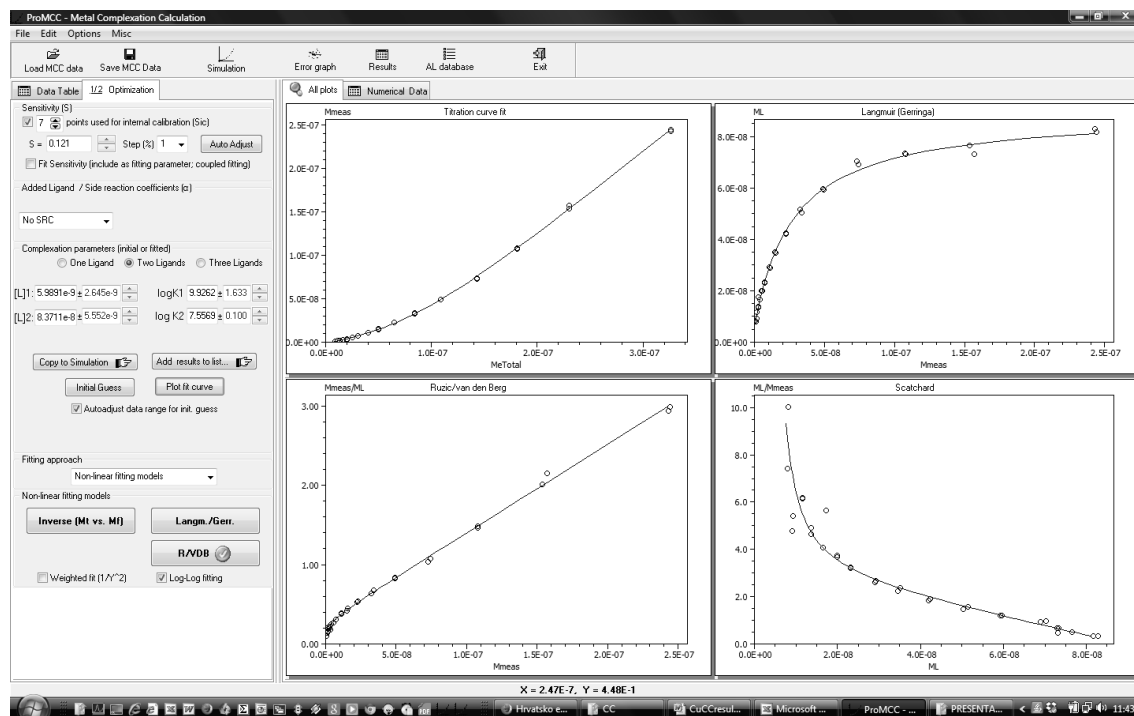 ProMCC - Metal Complexation Calculation
File Edit Options Misc
Load MCC data Save MCC Data Simulation Error graph Results AL database Exit
Data Table 1/2 Optimization
Sensitivity (S)
7 points used for internal calibration (Sic)
S = 0.121 Step (%) 1 Auto Adjust
Fit Sensitivity (include as fitting parameter; coupled fitting)
Added Ligand / Side reaction coefficients (α)
No SRC
Complexation parameters (initial or fitted)
One Ligand Two Ligands Three Ligands
[L]1: 5.9891e-9 ± 2.645e-9 logK1 9.9262 ± 1.633
[L]2: 8.3711e-8 ± 5.552e-9 log K2 7.5569 ± 0.100
Copy to Simulation Add results to list...
Initial Guess Plot fit curve
Autoadjust data range for init. guess
Fitting approach
Non-linear fitting models
Non-linear fitting models
Inverse (Mt vs. Mf) Langm./Gerr.
R/VDB
Weighted fit (1/Y^2) Log-Log fitting
All plots Numerical Data
Mmeas Titration curve fit
2.5E-07
2.0E-07
1.5E-07
1.0E-07
5.0E-08
0.0E+00
0.0E+00 1.0E-07 2.0E-07 3.0E-07
MeTotal
ML Langmuir (Gerringa)
8.0E-08
6.0E-08
4.0E-08
2.0E-08
0.0E+00
0.0E+00 5.0E-08 1.0E-07 1.5E-07 2.0E-07 2.5E-07
Mmeas
Mmeas/ML Ruzic/van den Berg
3.00
2.00
1.00
0.00
0.0E+00 5.0E-08 1.0E-07 1.5E-07 2.0E-07 2.5E-07
Mmeas
ML/Mmeas Scatchard
10.0
8.0
6.0
4.0
2.0
0.0
0.0E+00 2.0E-08 4.0E-08 6.0E-08 8.0E-08
ML
X = 2.47E-7, Y = 4.48E-1
Hrvatsko e... CC CuCCresul... Microsoft ... ProMCC - ... PRESENTA... 11:43